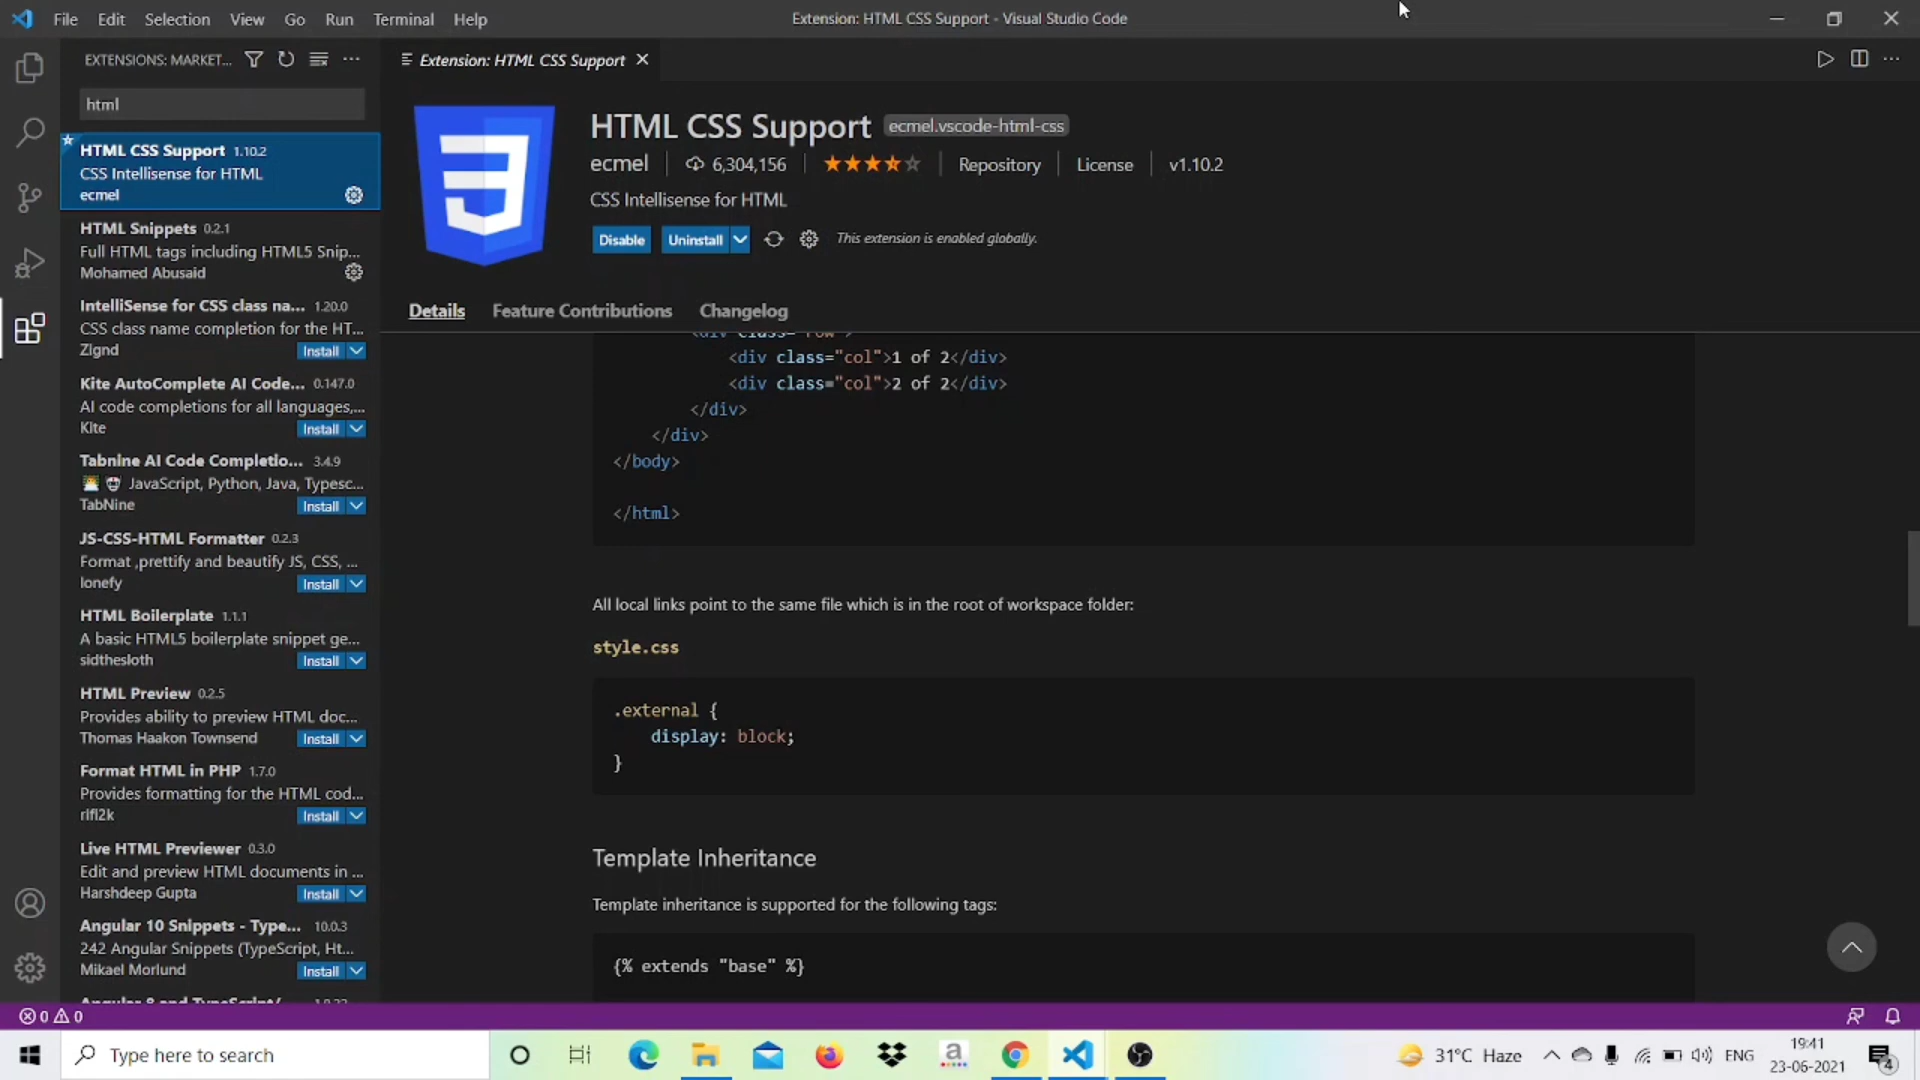 File Edit Selection View Go Run Terminal Help
Extension: HTML CSS Support - Visual Studio Code
EXTENSIONS: MARKET...
html
HTML CSS Support 1.10.2
CSS Intellisense for HTML
ecmel
HTML Snippets 0.2.1
Full HTML tags including HTML5 Snip...
Mohamed Abusaid
IntelliSense for CSS class na... 1.20.0
CSS class name completion for the HT...
Zignd
Install
Kite AutoComplete AI Code... 0.147.0
AI code completions for all languages,...
Kite
Install
Tabnine AI Code Completio... 3.4.9
JavaScript, Python, Java, Typesc...
TabNine
Install
JS-CSS-HTML Formatter 0.2.3
Format ,prettify and beautify JS, CSS, ...
lonefy
Install
HTML Boilerplate 1.1.1
A basic HTML5 boilerplate snippet ge...
sidthesloth
Install
HTML Preview 0.2.5
Provides ability to preview HTML doc...
Thomas Haakon Townsend
Install
Format HTML in PHP 1.7.0
Provides formatting for the HTML cod...
rifi2k
Install
Live HTML Previewer 0.3.0
Edit and preview HTML documents in ...
Harshdeep Gupta
Install
Angular 10 Snippets - Type... 10.0.3
242 Angular Snippets (TypeScript, Ht...
Mikael Morlund
Install
Extension: HTML CSS Support
HTML CSS Support ecmel.vscode-html-css
ecmel 6,304,156 Repository License v1.10.2
CSS Intellisense for HTML
Disable Uninstall This extension is enabled globally.
Details Feature Contributions Changelog
<div class="row">
<div class="col">1 of 2</div>
<div class="col">2 of 2</div>
</div>
</div>
</body>
</html>
All local links point to the same file which is in the root of workspace folder:
style.css
.external {
display: block;
}
Template Inheritance
Template inheritance is supported for the following tags:
{% extends "base" %}
0 0
Type here to search
31°C Haze
ENG
19:41
23-06-2021
4